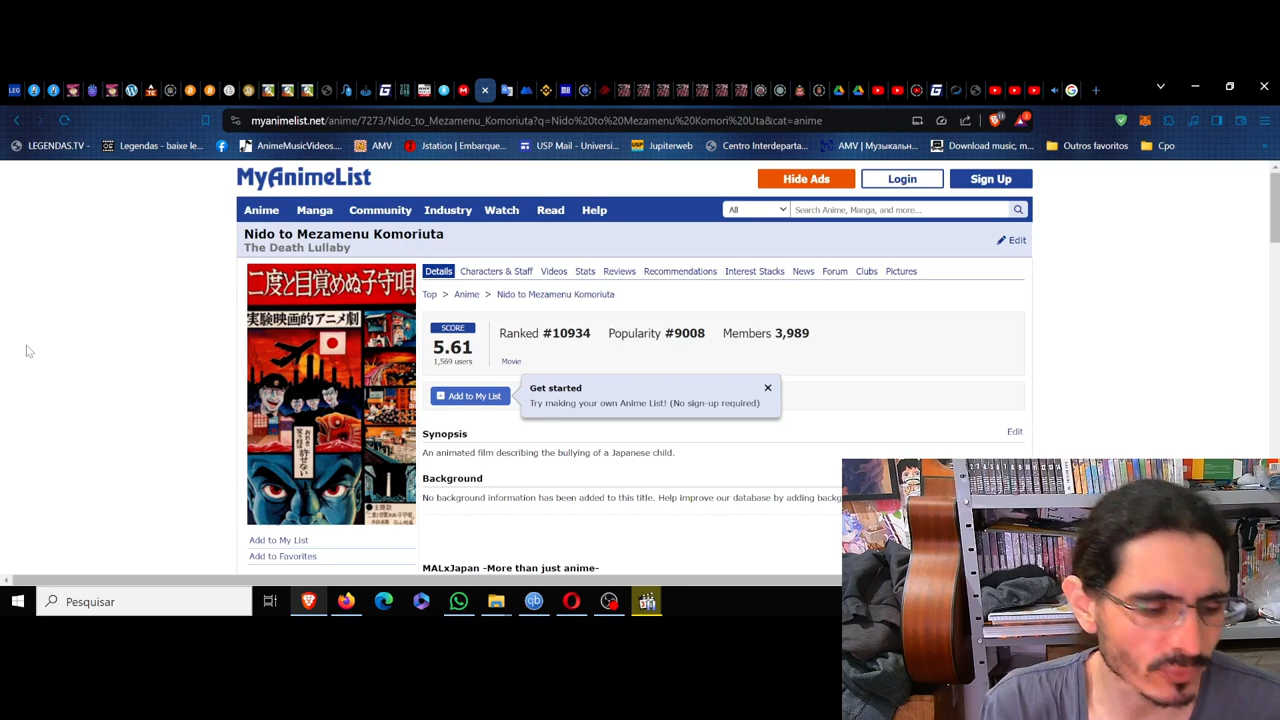 myanimelist.net/anime/7273/Nido_to_Mezamenu_Komoriuta?q=Nido%20to%20Mezamenu%20Komori%20Uta&cat=anime
LEGENDAS.TV -
Legendas - baixe le...
AnimeMusicVideos....
AMV
Jstation | Embarque...
USP Mail - Universi...
Jupiterweb
Centro Interdeparta...
AMV | Музыкальн...
Download music, m...
Outros favoritos
Cpo
MyAnimeList
Hide Ads
Login
Sign Up
Anime Manga Community Industry Watch Read Help
All
Search Anime, Manga, and more...
Nido to Mezamenu Komoriuta
The Death Lullaby
Edit
二度と目覚めぬ子守唄
実験映画的アニメ劇
Details Characters & Staff Videos Stats Reviews Recommendations Interest Stacks News Forum Clubs Pictures
Top > Anime > Nido to Mezamenu Komoriuta
SCORE
5.61
1,569 users
Ranked #10934 Popularity #9008 Members 3,989
Movie
Add to My List
Get started
Try making your own Anime List! (No sign-up required)
Synopsis
Edit
An animated film describing the bullying of a Japanese child.
Background
No background information has been added to this title. Help improve our database by adding backg
Add to My List
Add to Favorites
MALxJapan -More than just anime-
Pesquisar